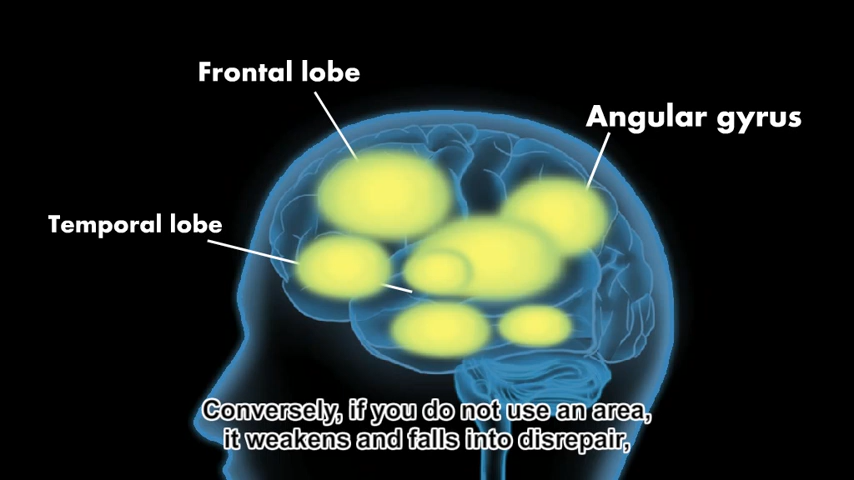 Frontal lobe
Angular gyrus
Temporal lobe
Conversely, if you do not use an area,
it weakens and falls into disrepair,